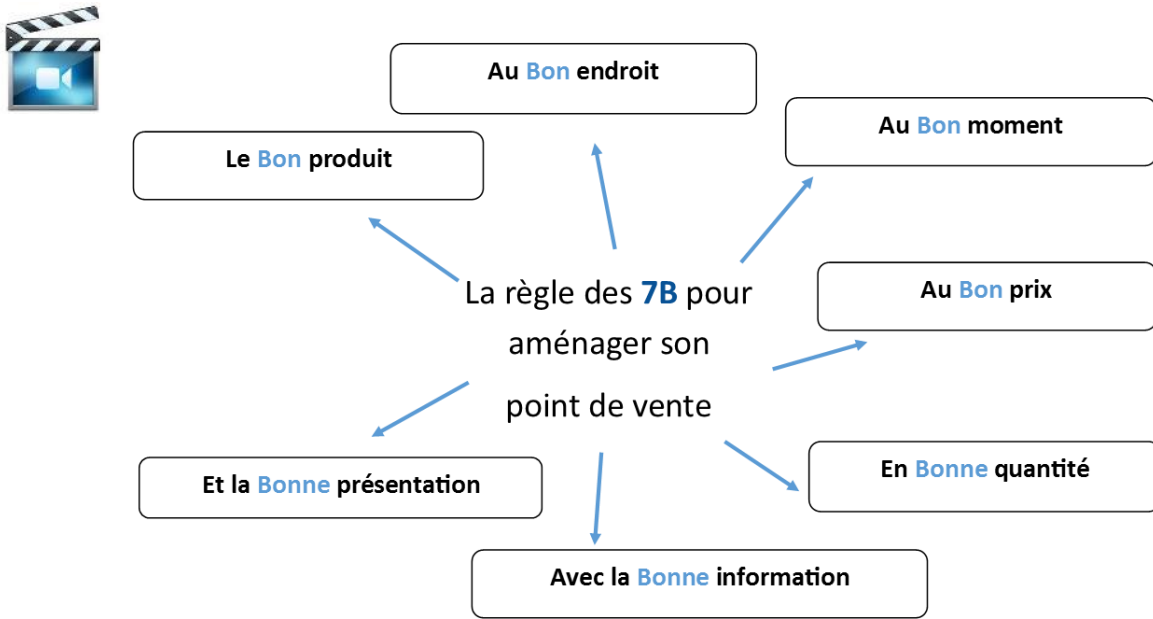 Au Bon endroit
Au Bon moment
Le Bon produit
La règle des 7B pour
aménager son
point de vente
Au Bon prix
En Bonne quantité
Et la Bonne présentation
Avec la Bonne information